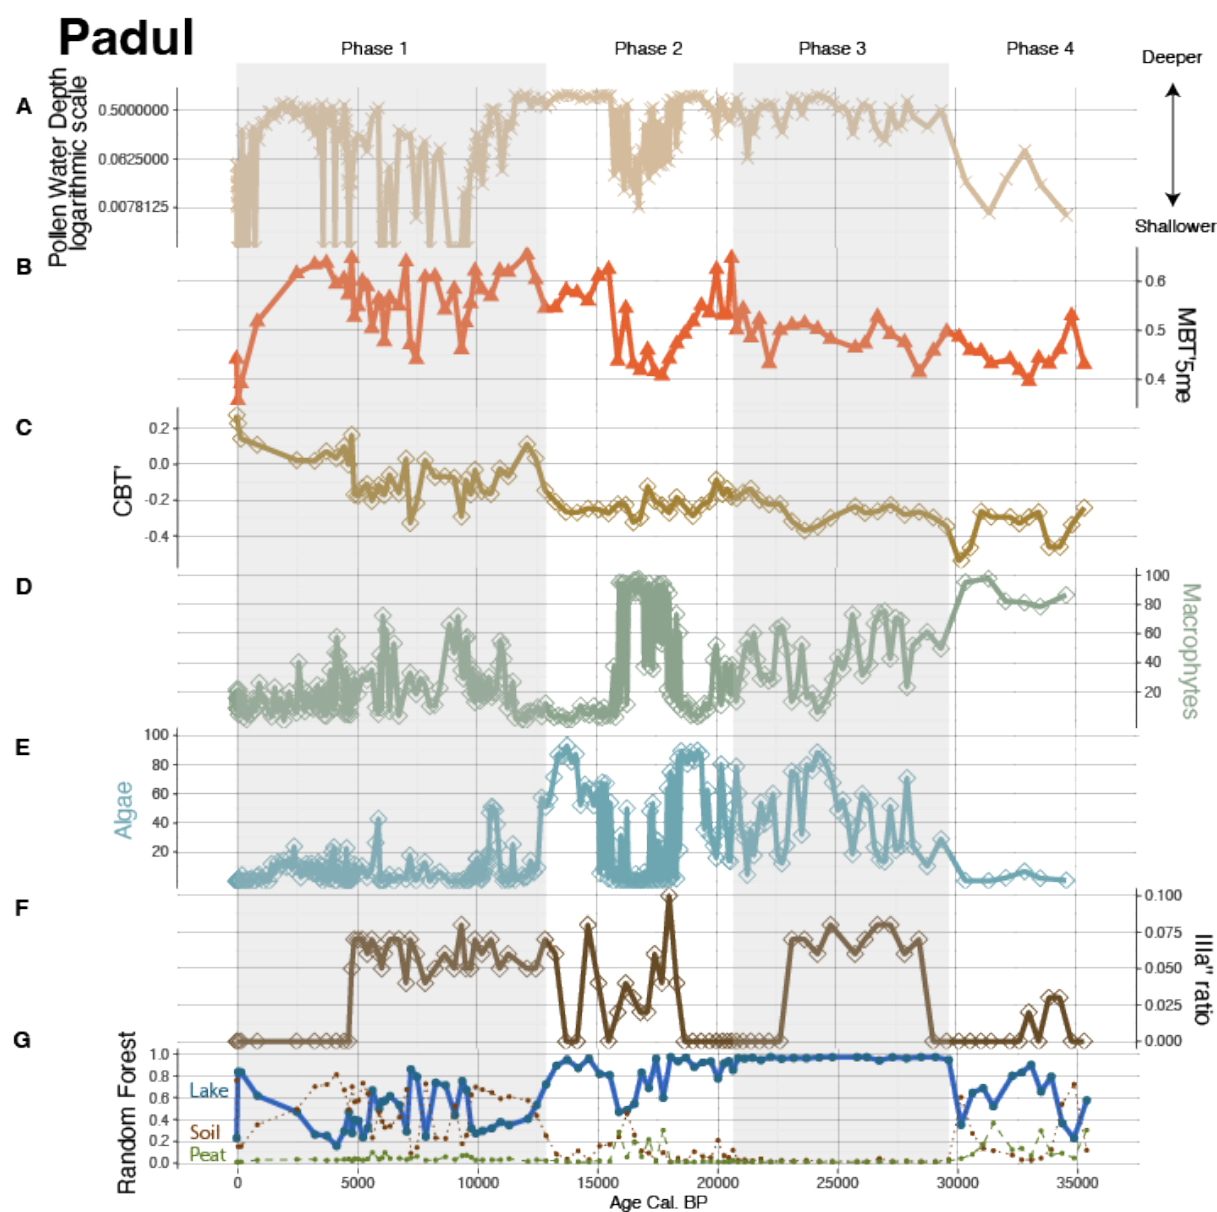 Padul
Phase 1
Phase 2
Phase 3
Phase 4
Deeper
Shallower
A
Pollen Water Depth
logarithmic scale
0.5000000
0.0625000
0.0078125
B
0.6
0.5
0.4
MBT'5me
C
CBT'
0.2
0.0
-0.2
-0.4
D
100
80
60
40
20
Macrophytes
E
Algae
100
80
60
40
20
F
0.100
0.075
0.050
0.025
0.000
IIIa" ratio
G
Random Forest
1.0
0.8
0.6
0.4
0.2
0.0
Lake
Soil
Peat
0
5000
10000
15000
20000
25000
30000
35000
Age Cal. BP